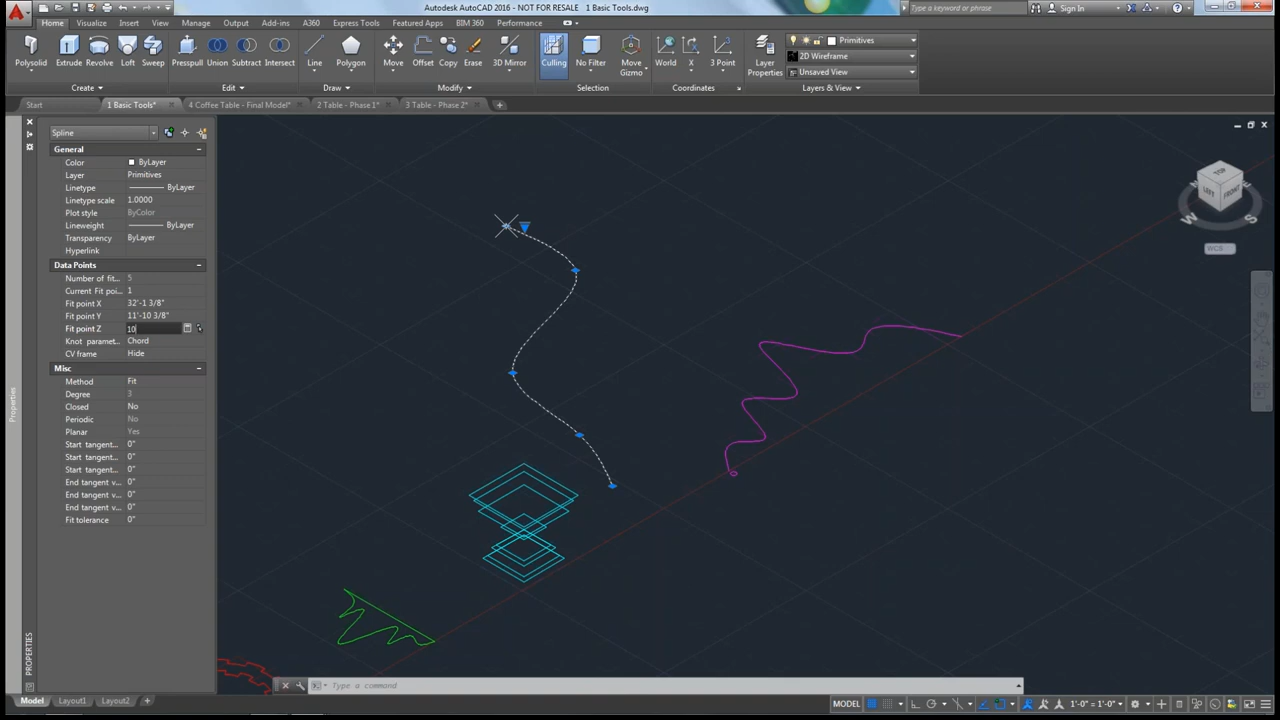 Autodesk AutoCAD 2016 - NOT FOR RESALE    1 Basic Tools*.dwg
Type a keyword or phrase
Sign In
Home Visualize Insert View Manage Output Add-ins A360 Express Tools Featured Apps BIM 360 Performance
Polysolid Extrude Revolve Loft Sweep Presspull Union Subtract Intersect Line Polygon Move Offset Copy Erase 3D Mirror Culling No Filter Move Gizmo World X 3 Point Layer Properties
Primitives
2D Wireframe
Unsaved View
Create Edit Draw Modify Selection Coordinates Layers & View
Start 1 Basic Tools* 4 Coffee Table - Final Model* 2 Table - Phase 1* 3 Table - Phase 2*
Spline
General
Color ByLayer
Layer Primitives
Linetype ByLayer
Linetype scale 1.0000
Plot style ByColor
Lineweight ByLayer
Transparency ByLayer
Hyperlink
Data Points
Number of fit... 5
Current Fit poi... 1
Fit point X 32'-1 3/8"
Fit point Y 11'-10 3/8"
Fit point Z 10
Knot paramet... Chord
CV frame Hide
Misc
Method Fit
Degree 3
Closed No
Periodic No
Planar Yes
Start tangent... 0"
Start tangent... 0"
Start tangent... 0"
End tangent v... 0"
End tangent v... 0"
End tangent v... 0"
Fit tolerance 0"
TOP
LEFT FRONT
W S
WCS
Properties
PROPERTIES
Type a command
Model Layout1 Layout2
MODEL
1'-0" = 1'-0"